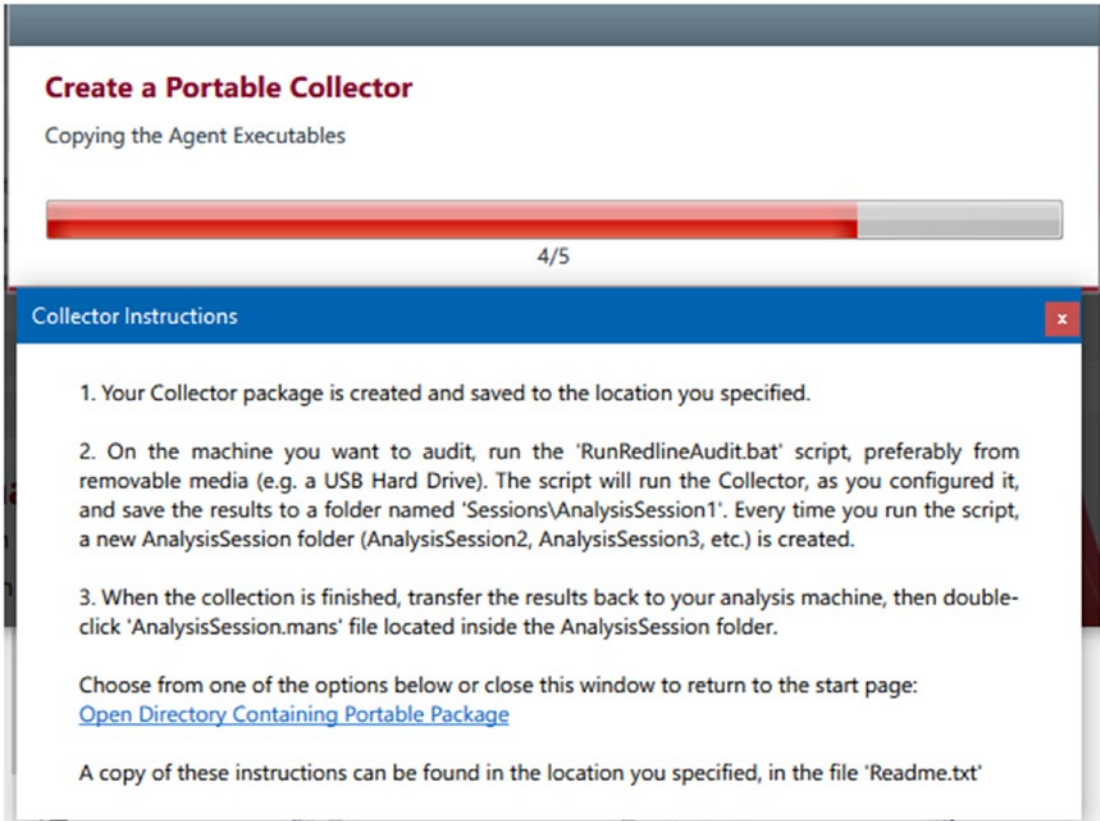 Create a Portable Collector
Copying the Agent Executables
4/5
Collector Instructions
x
1. Your Collector package is created and saved to the location you specified.
2. On the machine you want to audit, run the 'RunRedlineAudit.bat' script, preferably from
removable media (e.g. a USB Hard Drive). The script will run the Collector, as you configured it,
and save the results to a folder named 'Sessions\AnalysisSession1'. Every time you run the script,
a new AnalysisSession folder (AnalysisSession2, AnalysisSession3, etc.) is created.
3. When the collection is finished, transfer the results back to your analysis machine, then double-
click 'AnalysisSession.mans' file located inside the AnalysisSession folder.
Choose from one of the options below or close this window to return to the start page:
Open Directory Containing Portable Package
A copy of these instructions can be found in the location you specified, in the file 'Readme.txt'